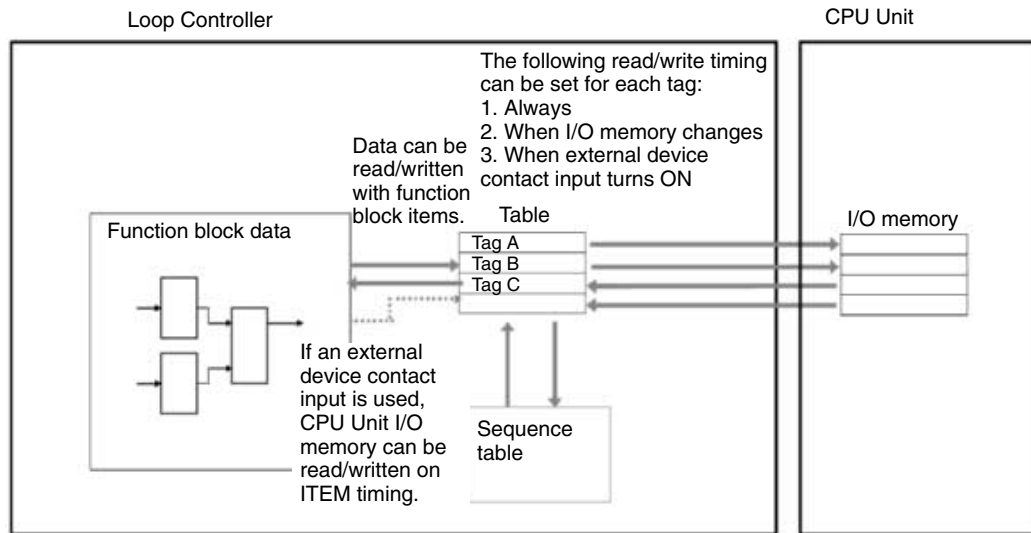 Loop Controller
CPU Unit
The following read/write timing
can be set for each tag:
1. Always
2. When I/O memory changes
3. When external device
contact input turns ON
Data can be
read/written
with function
block items.
Function block data
Table
Tag A
Tag B
Tag C
I/O memory
If an external
device contact
input is used,
CPU Unit I/O
memory can be
read/written on
ITEM timing.
Sequence
table